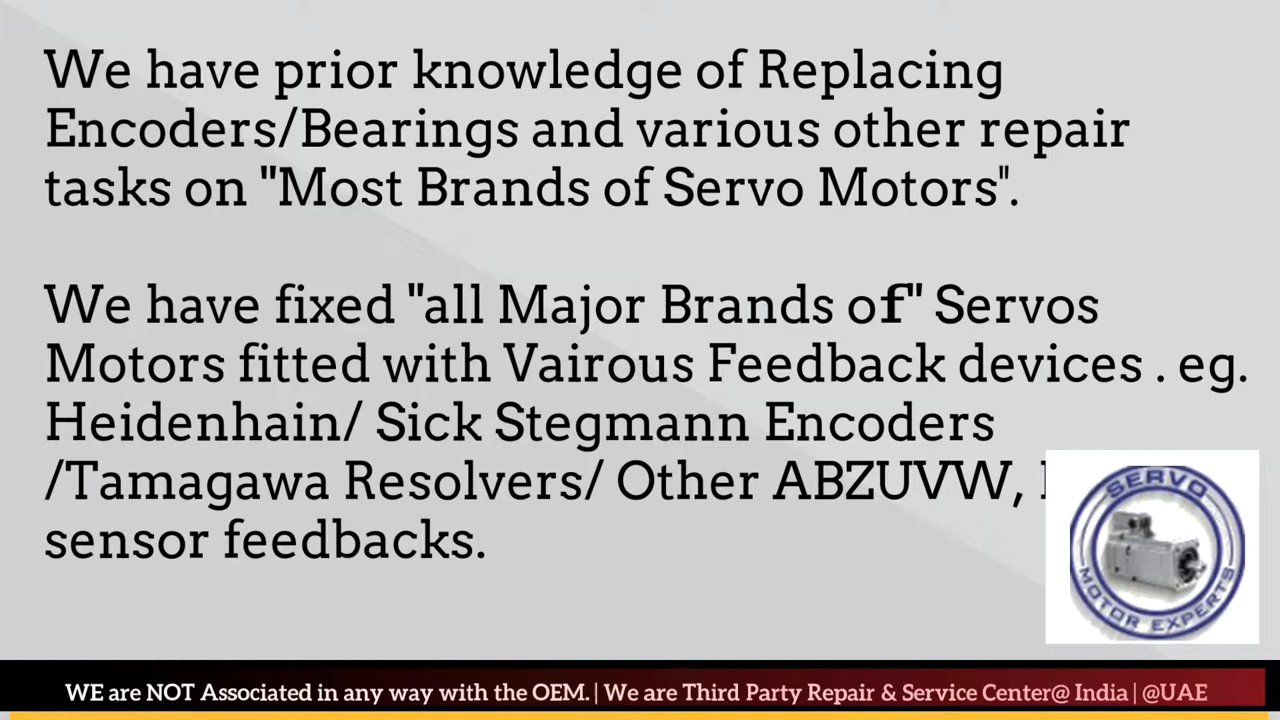 We have prior knowledge of Replacing
Encoders/Bearings and various other repair
tasks on "Most Brands of Servo Motors".
We have fixed "all Major Brands of" Servos
Motors fitted with Vairous Feedback devices . eg.
Heidenhain/ Sick Stegmann Encoders
/Tamagawa Resolvers/ Other ABZUVW,
sensor feedbacks.
SERVO
MOTOR EXPERTS
WE are NOT Associated in any way with the OEM. | We are Third Party Repair & Service Center@ India | @UAE